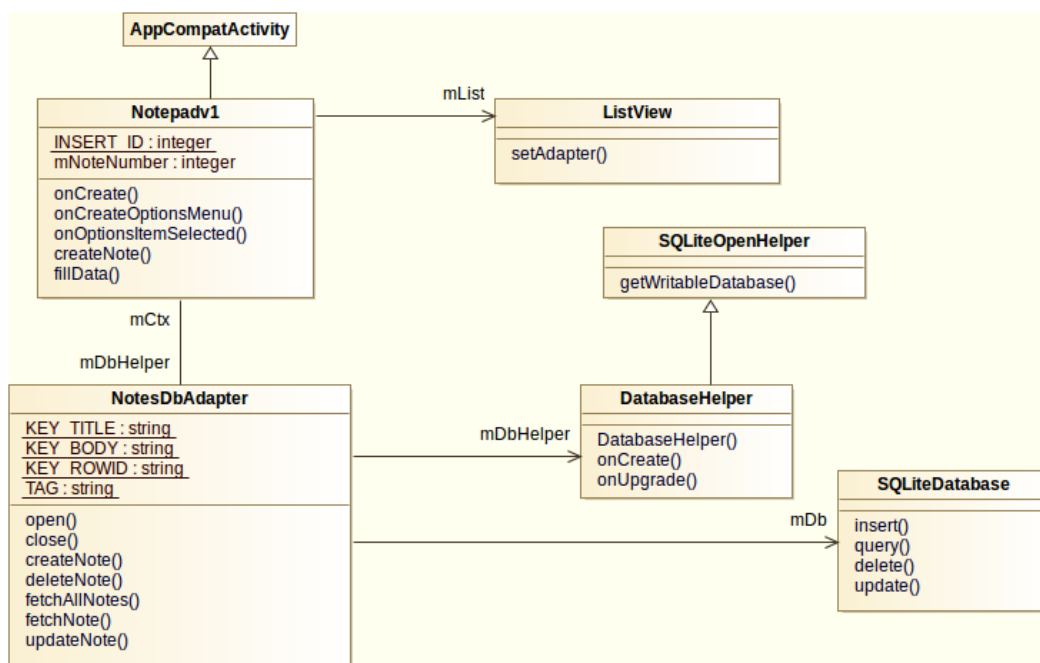 AppCompatActivity
Notepadv1
INSERT_ID : integer
mNoteNumber : integer
onCreate()
onCreateOptionsMenu()
onOptionsItemSelected()
createNote()
fillData()
mList
ListView
setAdapter()
SQLiteOpenHelper
getWritableDatabase()
mCtx
mDbHelper
NotesDbAdapter
KEY_TITLE : string
KEY_BODY : string
KEY_ROWID : string
TAG : string
open()
close()
createNote()
deleteNote()
fetchAllNotes()
fetchNote()
updateNote()
mDbHelper
DatabaseHelper
DatabaseHelper()
onCreate()
onUpgrade()
mDb
SQLiteDatabase
insert()
query()
delete()
update()